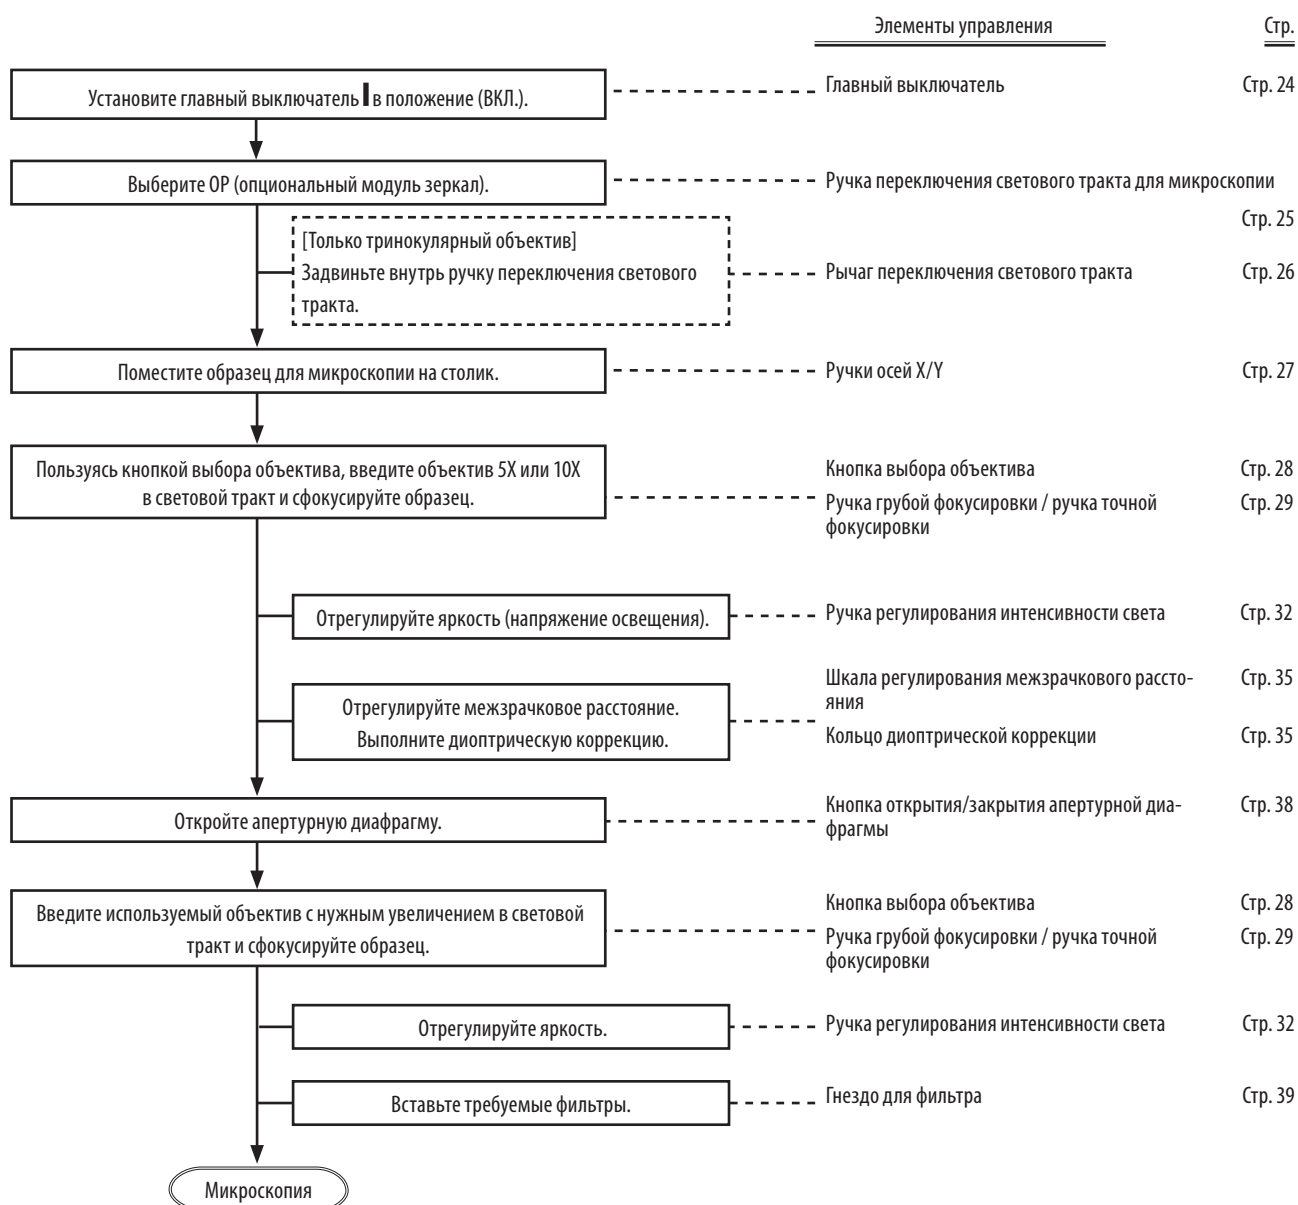 Элементы управления Стр.
Установите главный выключатель I в положение (ВКЛ.). Главный выключатель Стр. 24
Выберите OP (опциональный модуль зеркал). Ручка переключения светового тракта для микроскопии
Стр. 25
[Только тринокулярный объектив]
Задвиньте внутрь ручку переключения светового Рычаг переключения светового тракта Стр. 26
тракта.
Поместите образец для микроскопии на столик. Ручки осей X/Y Стр. 27
Пользуясь кнопкой выбора объектива, введите объектив 5X или 10X
в световой тракт и сфокусируйте образец.
Кнопка выбора объектива Стр. 28
Ручка грубой фокусировки / ручка точной Стр. 29
фокусировки
Отрегулируйте яркость (напряжение освещения). Ручка регулирования интенсивности света Стр. 32
Отрегулируйте межзрачковое расстояние.
Выполните диоптрическую коррекцию.
Шкала регулирования межзрачкового рассто- Стр. 35
яния
Кольцо диоптрической коррекции Стр. 35
Откройте апертурную диафрагму.
Кнопка открытия/закрытия апертурной диа- Стр. 38
фрагмы
Введите используемый объектив с нужным увеличением в световой
тракт и сфокусируйте образец.
Кнопка выбора объектива Стр. 28
Ручка грубой фокусировки / ручка точной Стр. 29
фокусировки
Отрегулируйте яркость. Ручка регулирования интенсивности света Стр. 32
Вставьте требуемые фильтры. Гнездо для фильтра Стр. 39
Микроскопия